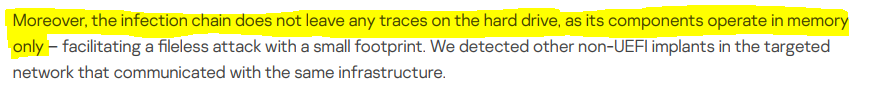 Moreover, the infection chain does not leave any traces on the hard drive, as its components operate in memory
only – facilitating a fileless attack with a small footprint. We detected other non-UEFI implants in the targeted
network that communicated with the same infrastructure.